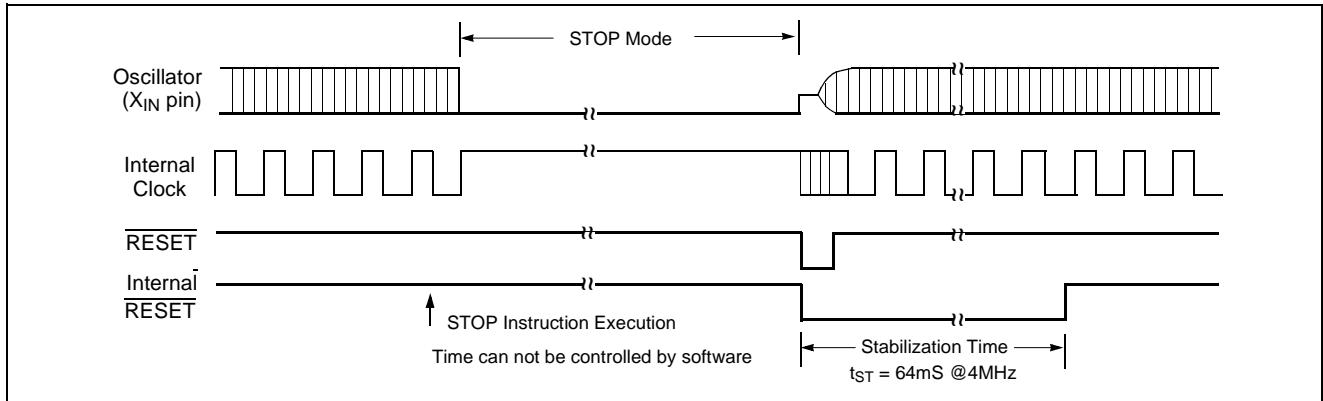 STOP Mode
Oscillator
(XIN pin)
Internal
Clock
RESET
Internal
RESET
STOP Instruction Execution
Time can not be controlled by software
Stabilization Time
tST = 64mS @4MHz